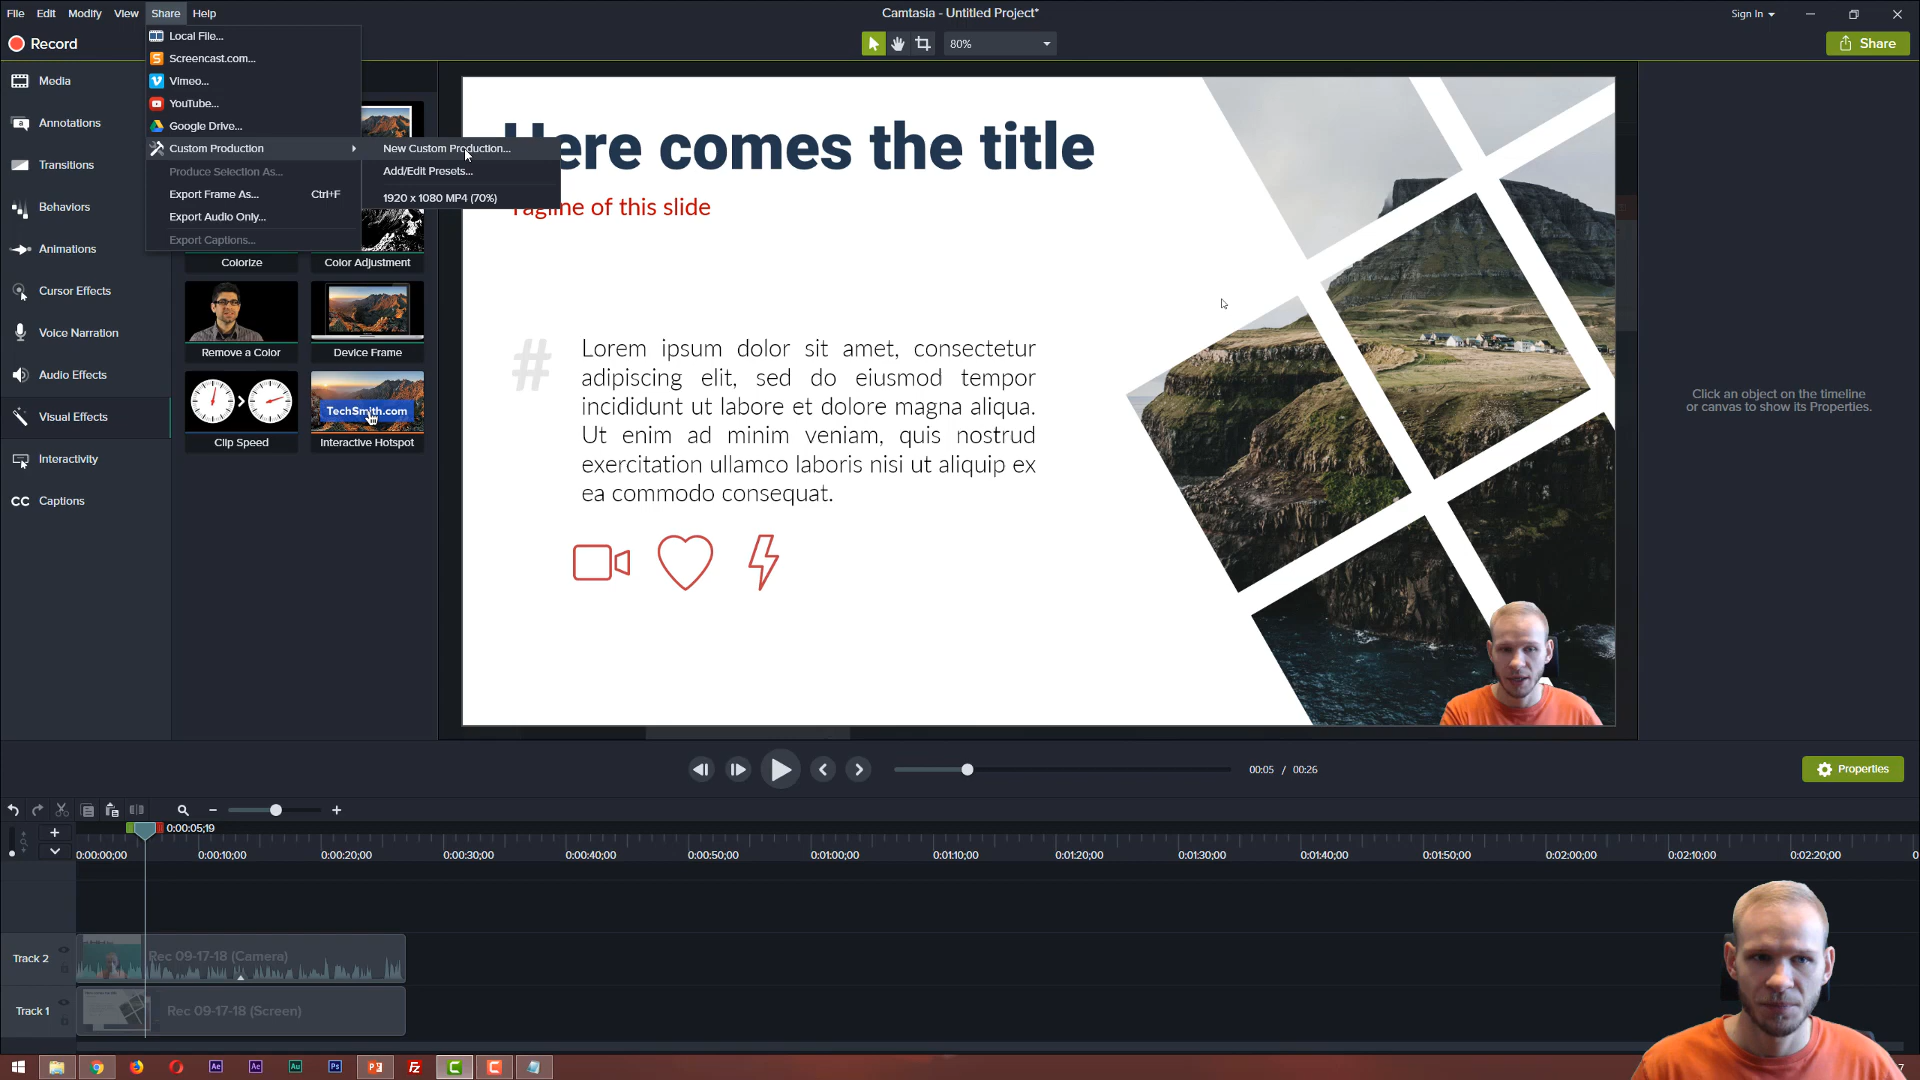 File Edit Modify View Share Help
Camtasia - Untitled Project*
Sign In
Record
80%
Share
Local File...
Screencast.com...
Vimeo...
YouTube...
Google Drive...
Custom Production
Produce Selection As...
Export Frame As... Ctrl+F
Export Audio Only...
Export Captions...
New Custom Production...
Add/Edit Presets...
1920 x 1080 MP4 (70%)
Media
Annotations
Transitions
Behaviors
Animations
Cursor Effects
Voice Narration
Audio Effects
Visual Effects
Interactivity
CC Captions
Colorize
Color Adjustment
Remove a Color
Device Frame
TechSmith.com
Clip Speed
Interactive Hotspot
Here comes the title
Tagline of this slide
# Lorem ipsum dolor sit amet, consectetur
adipiscing elit, sed do eiusmod tempor
incididunt ut labore et dolore magna aliqua.
Ut enim ad minim veniam, quis nostrud
exercitation ullamco laboris nisi ut aliquip ex
ea commodo consequat.
Click an object on the timeline
or canvas to show its Properties.
00:05 / 00:26
Properties
0:00:05;19
0:00:00;00 0:00:10;00 0:00:20;00 0:00:30;00 0:00:40;00 0:00:50;00 0:01:00;00 0:01:10;00 0:01:20;00 0:01:30;00 0:01:40;00 0:01:50;00 0:02:00;00 0:02:10;00 0:02:20;00
Track 2
Rec 09-17-18 (Camera)
Track 1
Rec 09-17-18 (Screen)
Ae Ae Au Ps